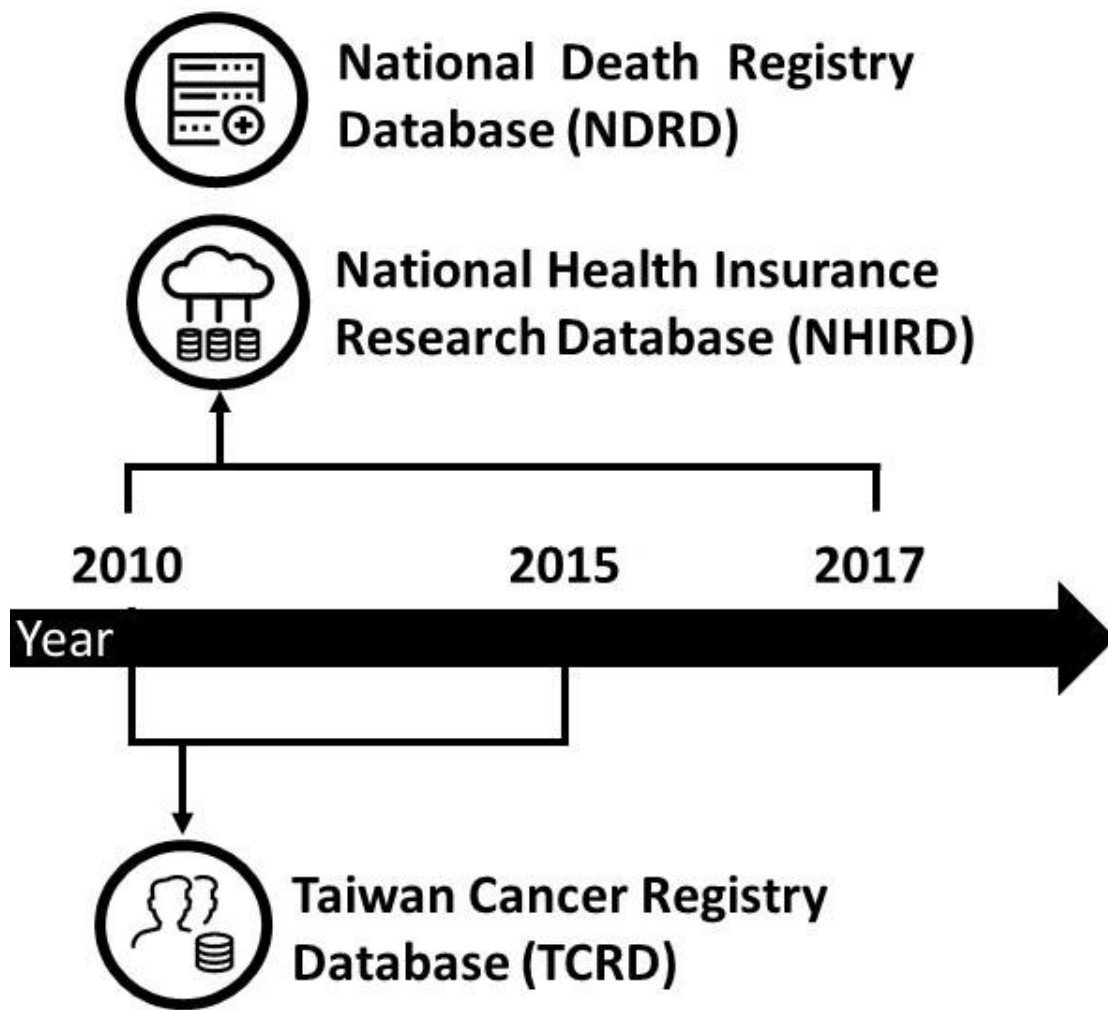 National Death Registry
Database (NDRD)
National Health Insurance
Research Database (NHIRD)
2010 2015 2017
Year
Taiwan Cancer Registry
Database (TCRD)